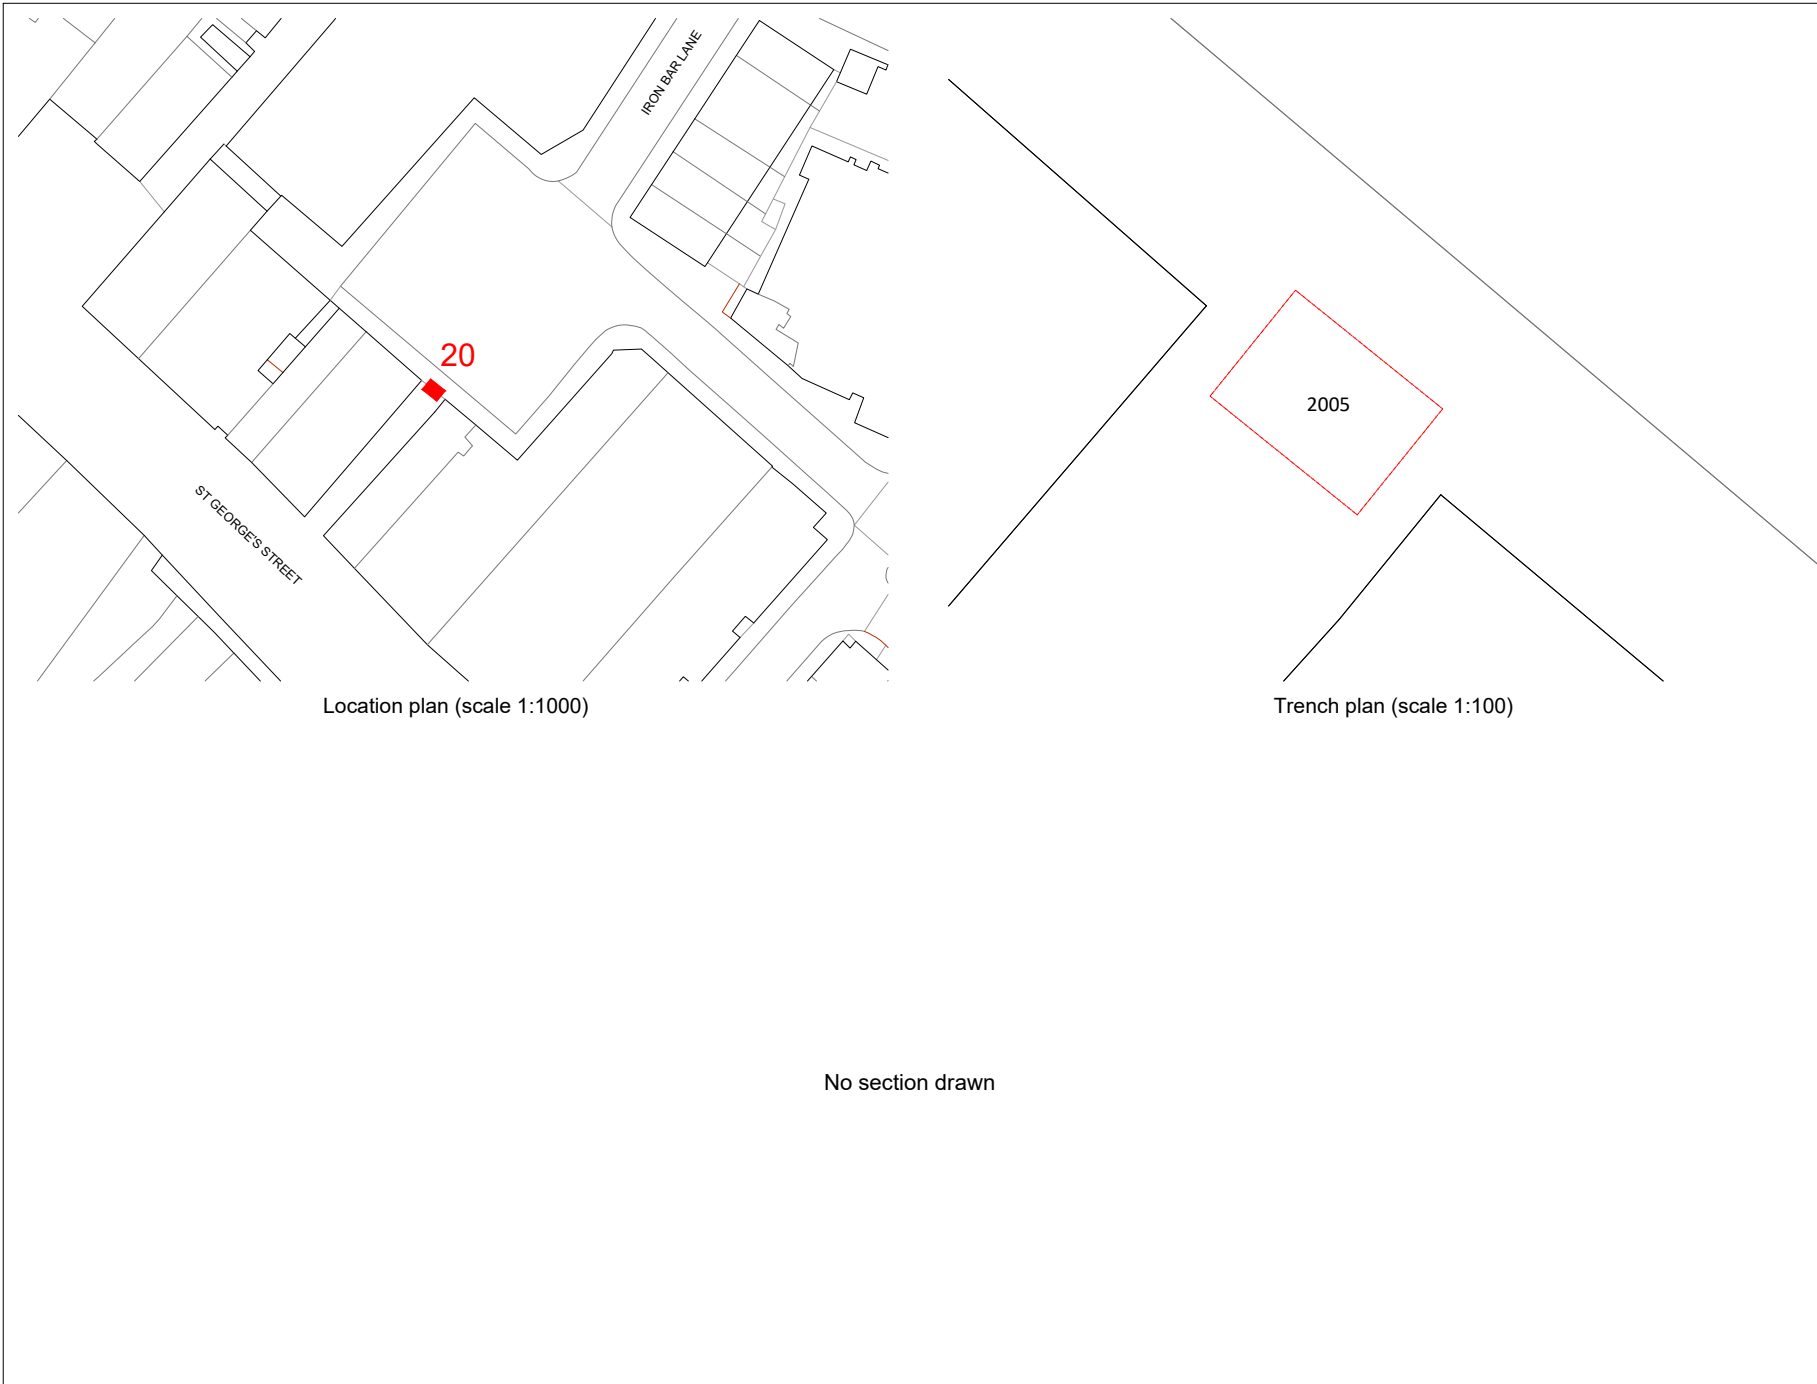 IRON BAR LANE
20
ST GEORGE'S STREET
2005
Location plan (scale 1:1000)
Trench plan (scale 1:100)
No section drawn